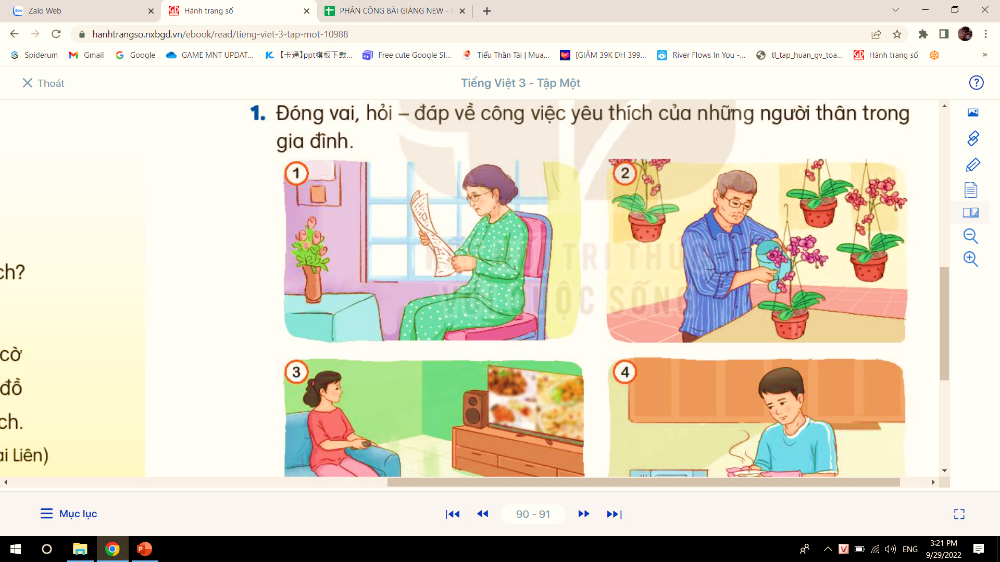 Zalo Web
Hành trang số
PHÂN CÔNG BÀI GIẢNG NEW -
hanhtrangso.nxbgd.vn/ebook/read/tieng-viet-3-tap-mot-10988
Spiderum
Gmail
Google
GAME MNT UPDAT...
【卡通】ppt模板下载...
Free cute Google Sl...
Tiểu Thần Tài | Mua...
[GIẢM 39K ĐH 399...
River Flows In You -...
tl_tap_huan_gv_toa...
Hành trang số
»
Thoát
Tiếng Việt 3 - Tập Một
?
1. Đóng vai, hỏi – đáp về công việc yêu thích của những người thân trong
gia đình.
1
2
TRI THỨC
CUỘC SỐNG
ch?
cờ
đồ
ch.
ai Liên)
3
4
Mục lục
90 - 91
ENG
3:21 PM
9/29/2022